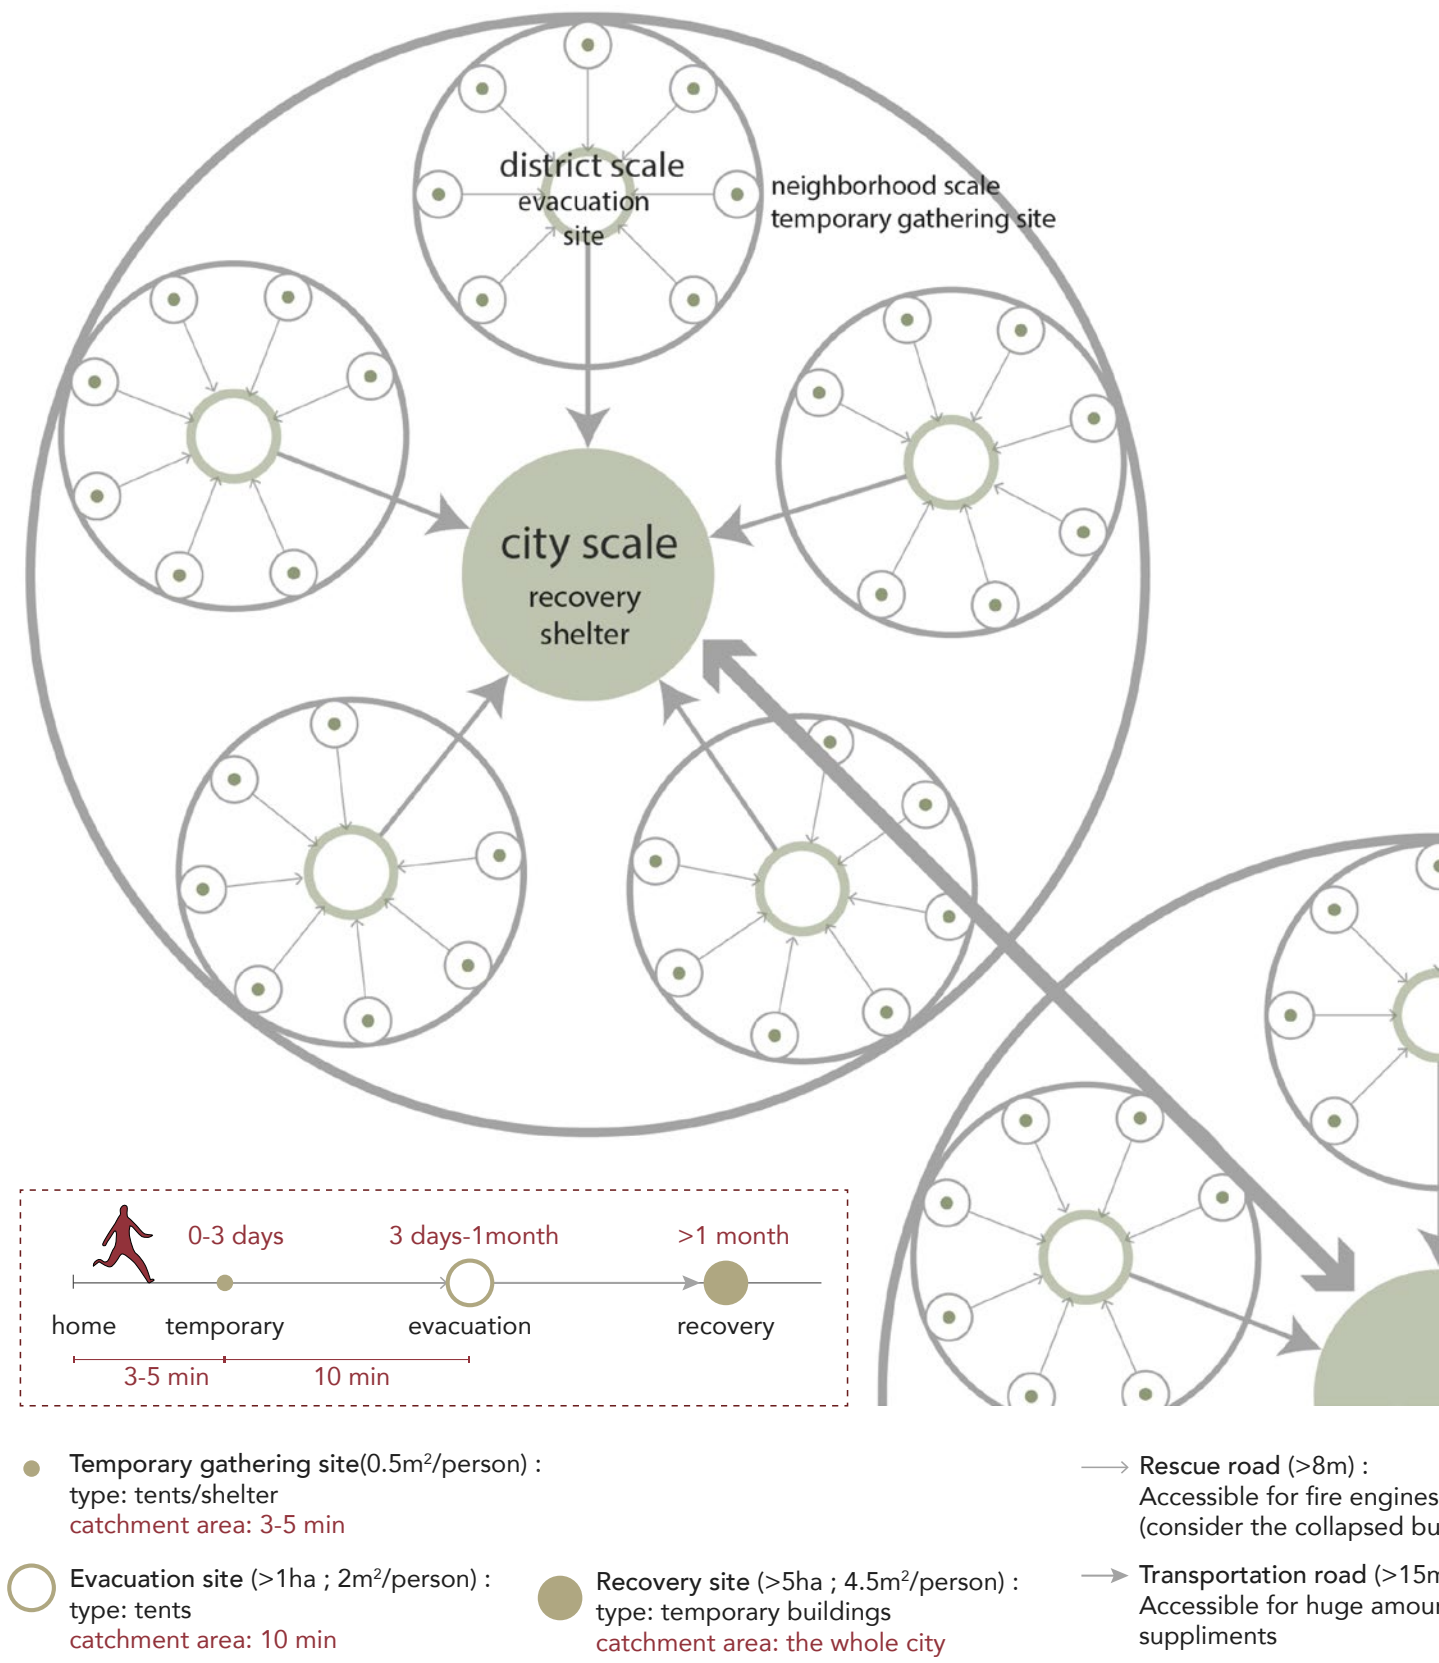 district scale
evacuation
site
neighborhood scale
temporary gathering site
city scale
recovery
shelter
0-3 days
3 days-1month
>1 month
home
temporary
evacuation
recovery
3-5 min
10 min
Temporary gathering site(0.5m²/person) :
type: tents/shelter
catchment area: 3-5 min
Evacuation site (>1ha ; 2m²/person) :
type: tents
catchment area: 10 min
Recovery site (>5ha ; 4.5m²/person) :
type: temporary buildings
catchment area: the whole city
Rescue road (>8m) :
Accessible for fire engines
(consider the collapsed
Transportation road (>15m
Accessible for huge
suppliments